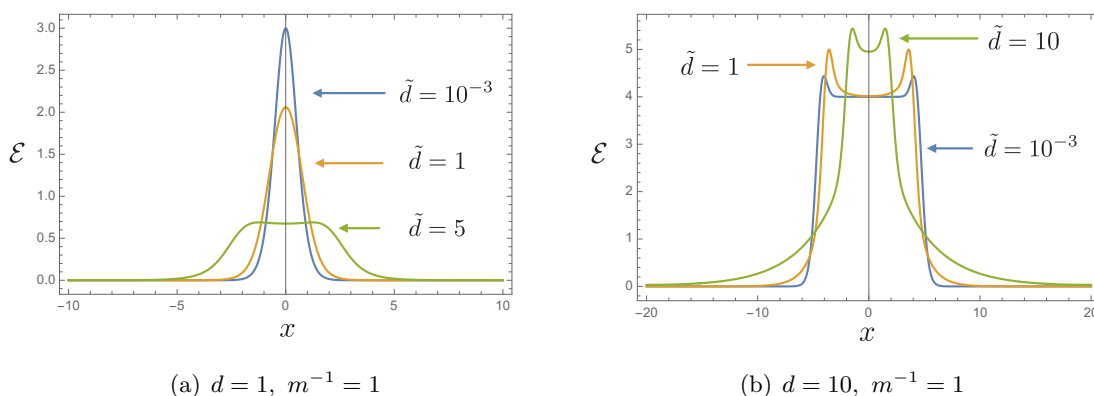 3.0
2.5
2.0
1.5
1.0
0.5
0.0
ℰ
d̃ = 10⁻³
d̃ = 1
d̃ = 5
−10 −5 0 5 10
x
(a) d = 1, m⁻¹ = 1
5
4
3
2
1
0
ℰ
d̃ = 10
d̃ = 1
d̃ = 10⁻³
−20 −10 0 10 20
x
(b) d = 10, m⁻¹ = 1